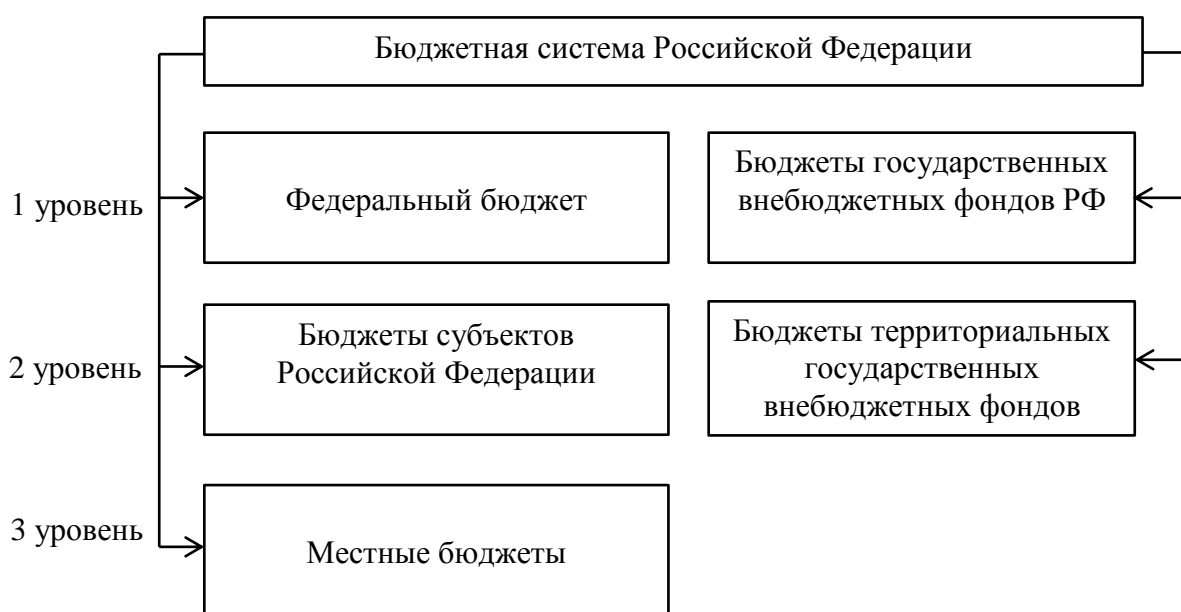 Бюджетная система Российской Федерации
1 уровень
Федеральный бюджет
Бюджеты государственных
внебюджетных фондов РФ
2 уровень
Бюджеты субъектов
Российской Федерации
Бюджеты территориальных
государственных
внебюджетных фондов
3 уровень
Местные бюджеты